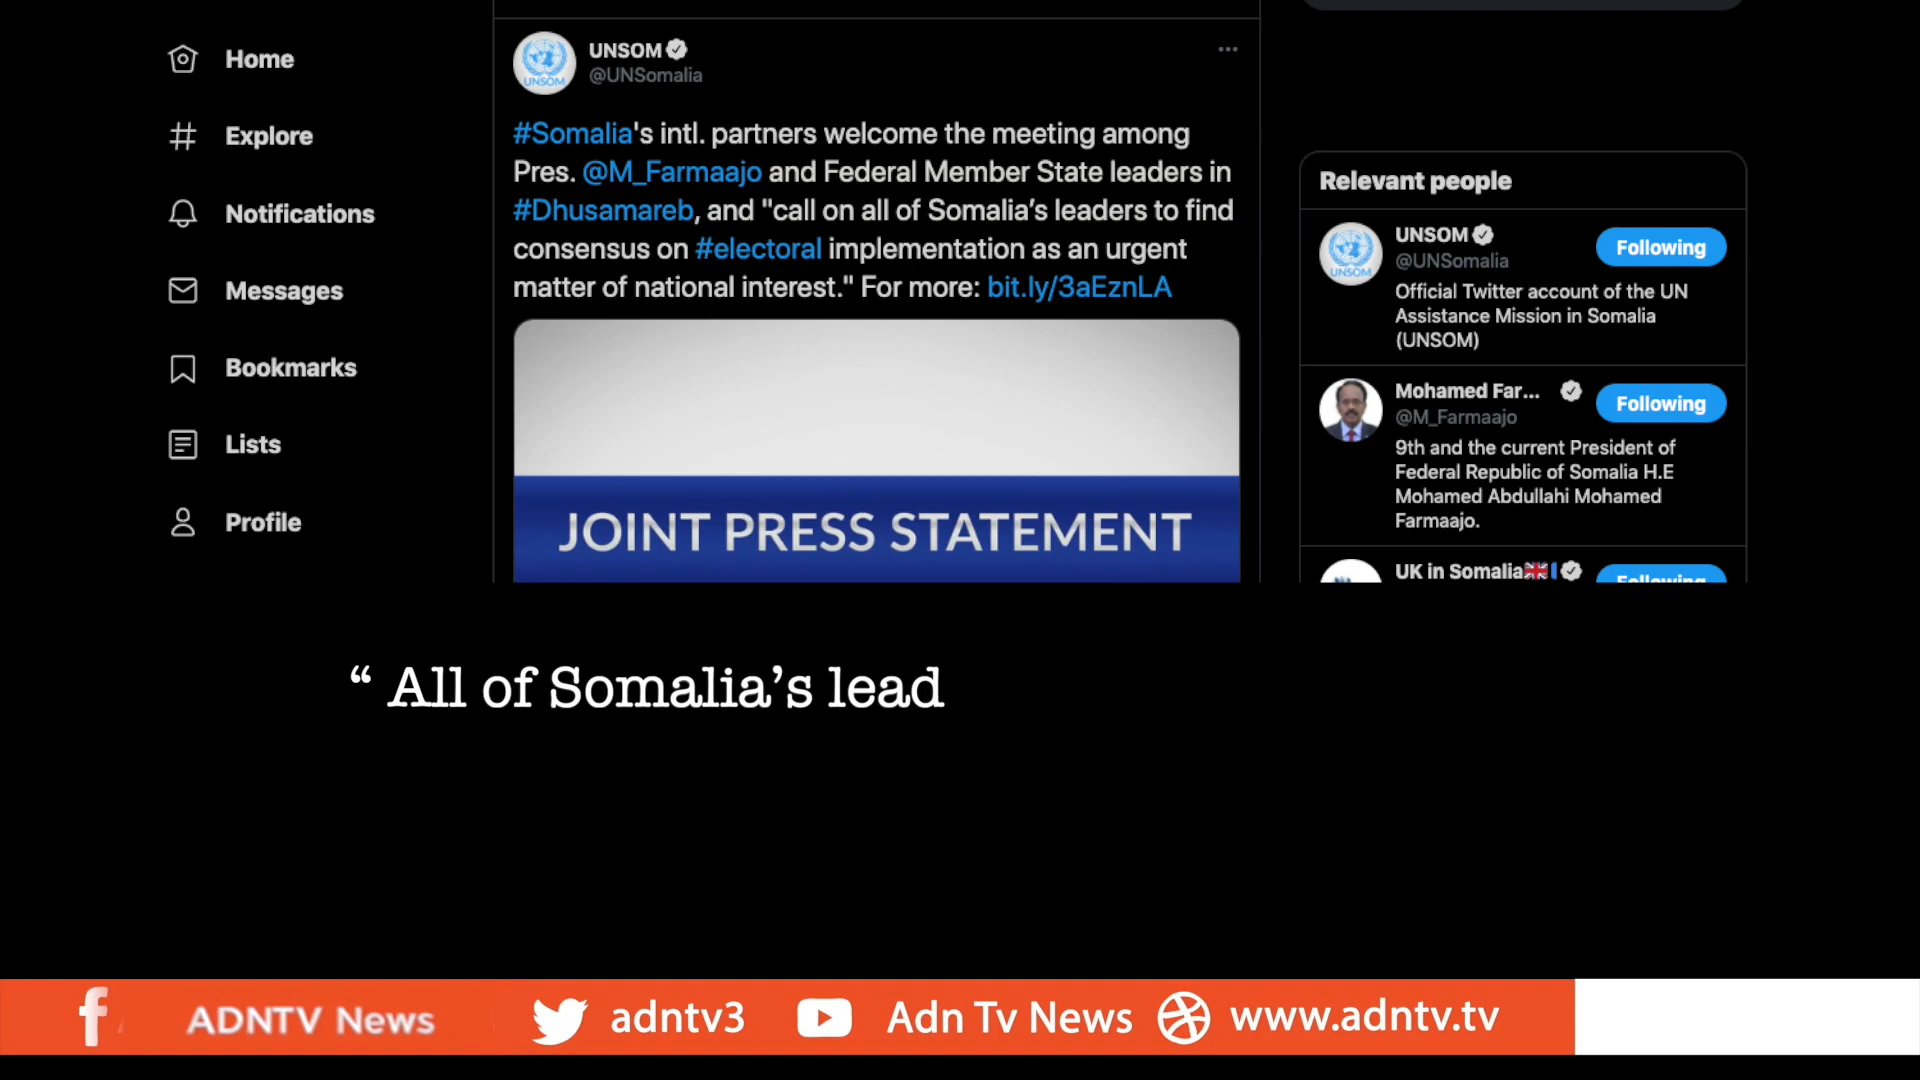 Home
Explore
Notifications
Messages
Bookmarks
Lists
Profile
UNSOM
@UNSomalia
#Somalia's intl. partners welcome the meeting among
Pres. @M_Farmaajo and Federal Member State leaders in
#Dhusamareb, and "call on all of Somalia’s leaders to find
consensus on #electoral implementation as an urgent
matter of national interest." For more: bit.ly/3aEznLA
JOINT PRESS STATEMENT
Relevant people
UNSOM
@UNSomalia
Following
Official Twitter account of the UN
Assistance Mission in Somalia
(UNSOM)
Mohamed Far...
@M_Farmaajo
Following
9th and the current President of
Federal Republic of Somalia H.E
Mohamed Abdullahi Mohamed
Farmaajo.
UK in Somalia
Following
“ All of Somalia’s lead
ADNTV News
adntv3
Adn Tv News
www.adntv.tv